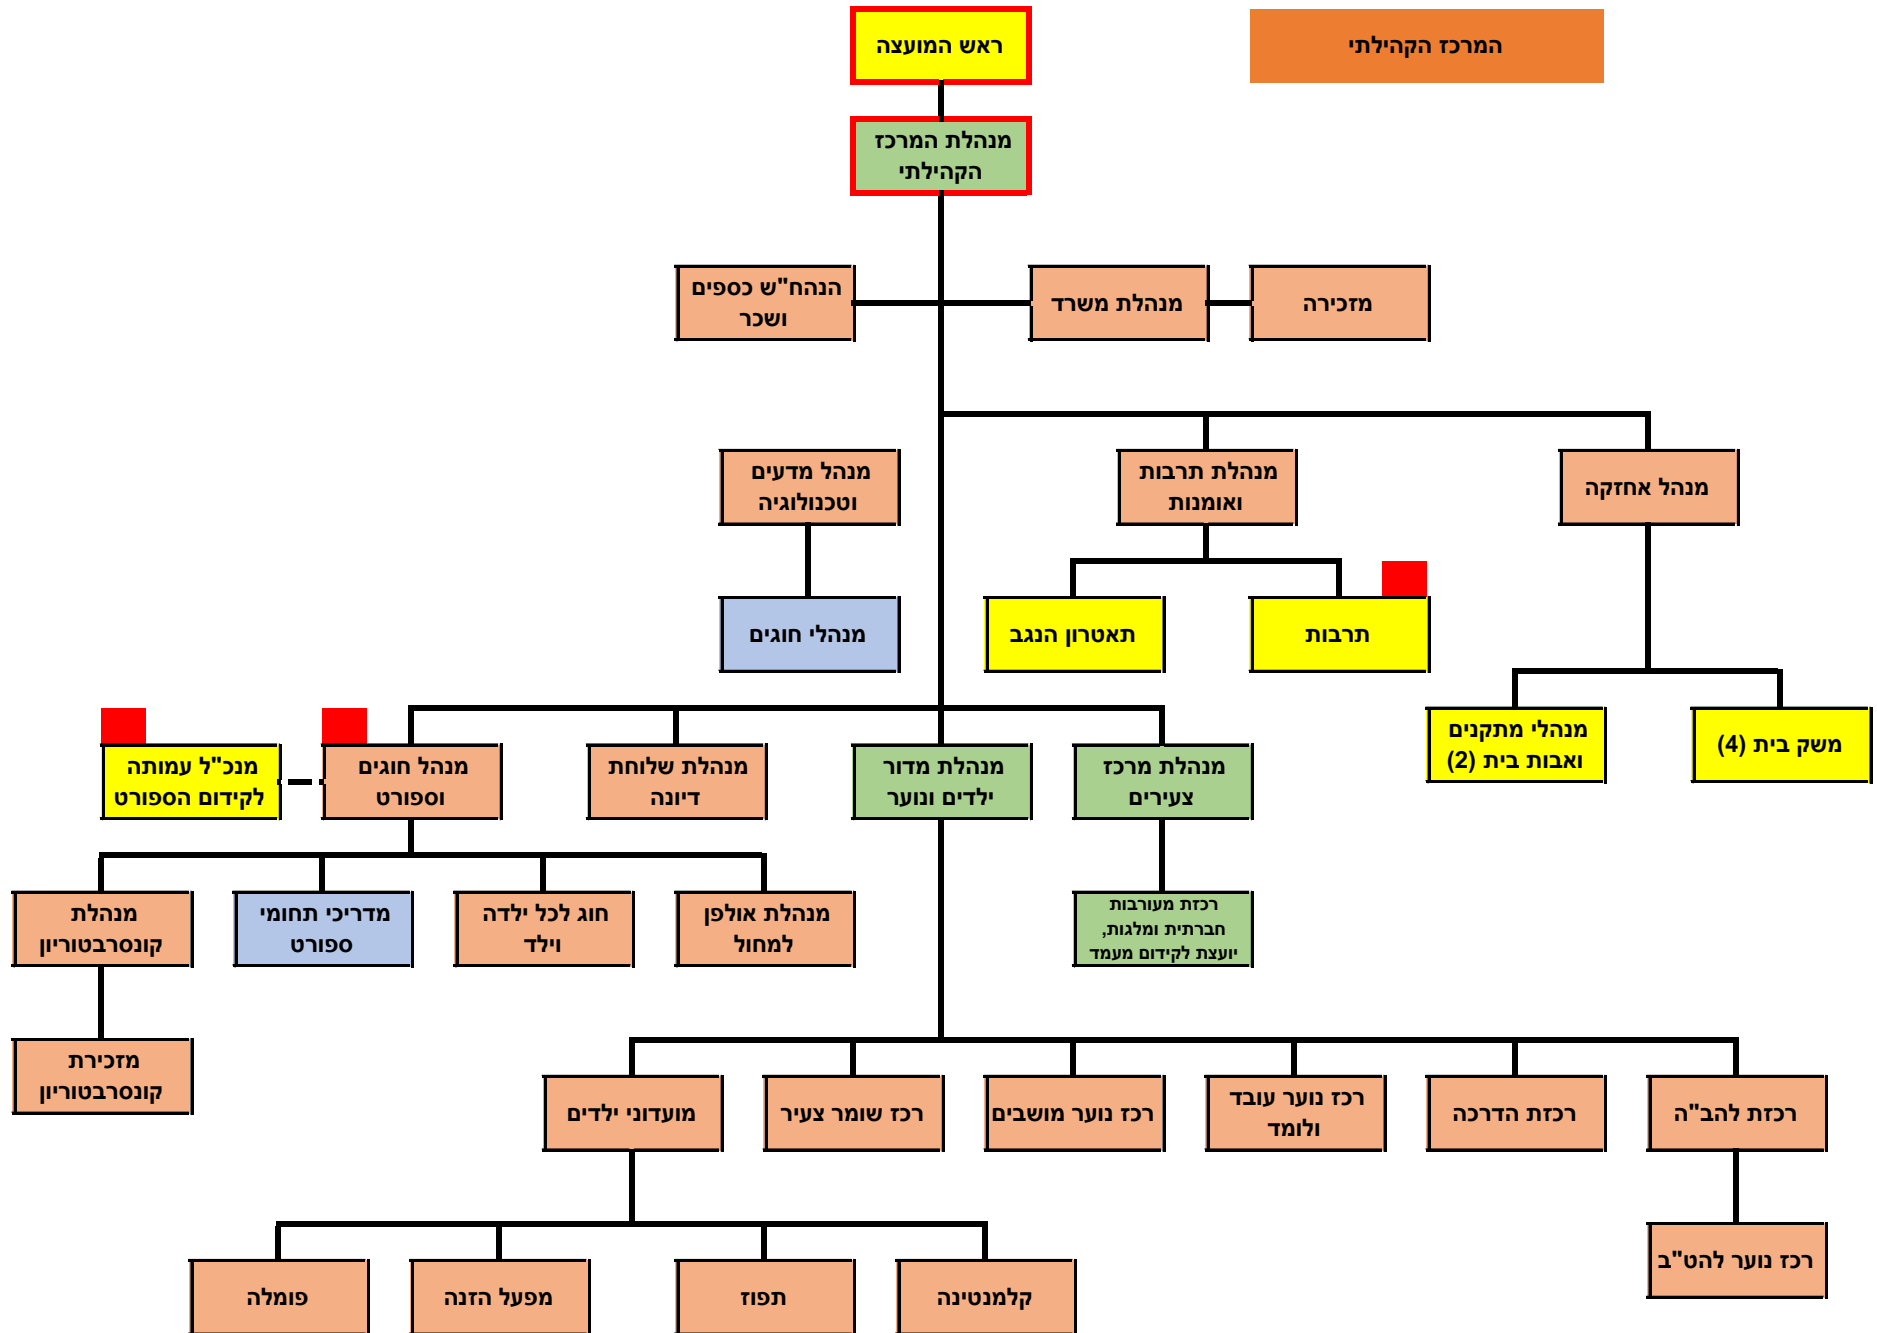 המרכז הקהילתי
ראש המועצה
מנהלת המרכז
הקהילתי
מזכירה
מנהלת משרד
הנהח"ש כספים
ושכר
מנהל אחזקה
מנהלת תרבות
ואומנות
מנהל מדעים
וטכנולוגיה
תרבות
תאטרון הנגב
מנהלי חוגים
משק בית (4)
מנהלי מתקנים
ואבות בית (2)
מנהלת מרכז
צעירים
מנהלת מדור
ילדים ונוער
מנהלת שלוחת
דיונה
מנהל חוגים
וספורט
מנכ"ל עמותה
לקידום הספורט
רכזת מעורבות
חברתית ומלגות,
יועצת לקידום מעמד
מנהלת אולפן
למחול
חוג לכל ילדה
וילד
מדריכי תחומי
ספורט
מנהלת
קונסרבטוריון
מזכירת
קונסרבטוריון
רכזת להב"ה
רכזת הדרכה
רכז נוער עובד
ולומד
רכז נוער מושבים
רכז שומר צעיר
מועדוני ילדים
רכז נוער להט"ב
קלמנטינה
תפוז
מפעל הזנה
פומלה